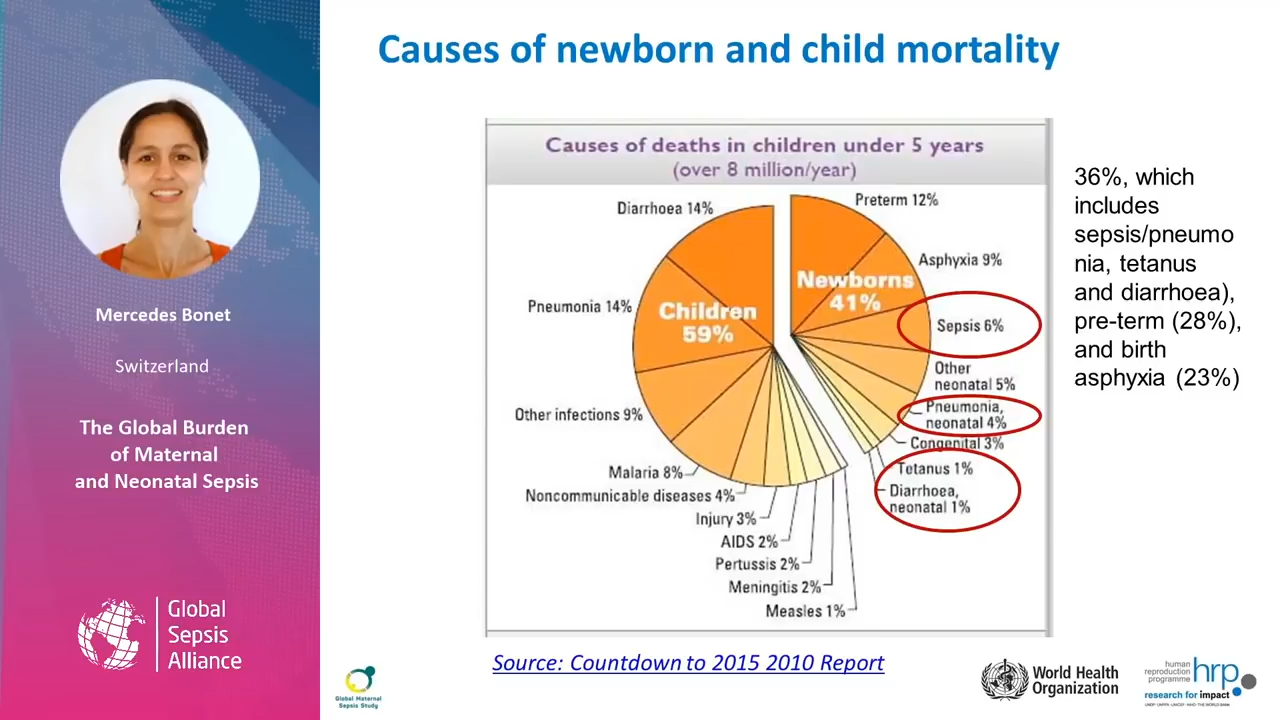 Causes of newborn and child mortality
Mercedes Bonet
Switzerland
The Global Burden
of Maternal
and Neonatal Sepsis
Global
Sepsis
Alliance
Causes of deaths in children under 5 years
(over 8 million/year)
Diarrhoea 14%
Pneumonia 14%
Children
59%
Other infections 9%
Malaria 8%
Noncommunicable diseases 4%
Injury 3%
AIDS 2%
Pertussis 2%
Meningitis 2%
Measles 1%
Preterm 12%
Asphyxia 9%
Newborns
41%
Sepsis 6%
Other
neonatal 5%
Pneumonia,
neonatal 4%
Congenital 3%
Tetanus 1%
Diarrhoea,
neonatal 1%
36%, which
includes
sepsis/pneumo
nia, tetanus
and diarrhoea),
pre-term (28%),
and birth
asphyxia (23%)
Source: Countdown to 2015 2010 Report
Global Maternal
Sepsis Study
World Health
Organization
human
reproduction
programme
hrp
research for impact
UNDP · UNFPA · UNICEF · WHO · THE WORLD BANK